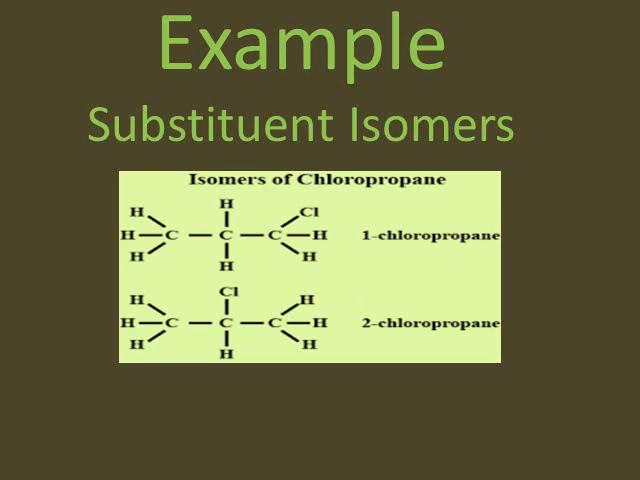 Example
Substituent Isomers
Isomers of Chloropropane
H H Cl
H C C C H 1-chloropropane
H H H
H Cl H
H C C C H 2-chloropropane
H H H